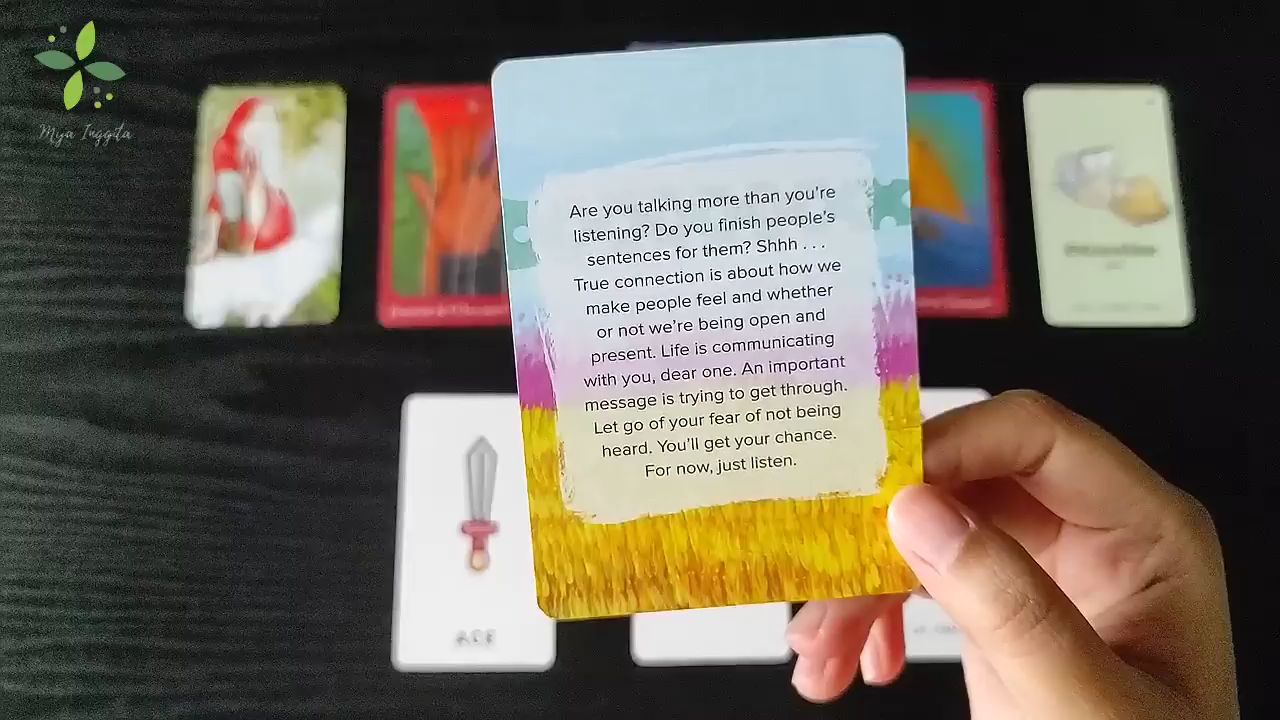 Mya Inggita
Are you talking more than you're
listening? Do you finish people's
sentences for them? Shhh . . .
True connection is about how we
make people feel and whether
or not we're being open and
present. Life is communicating
with you, dear one. An important
message is trying to get through.
Let go of your fear of not being
heard. You'll get your chance.
For now, just listen.
ACE